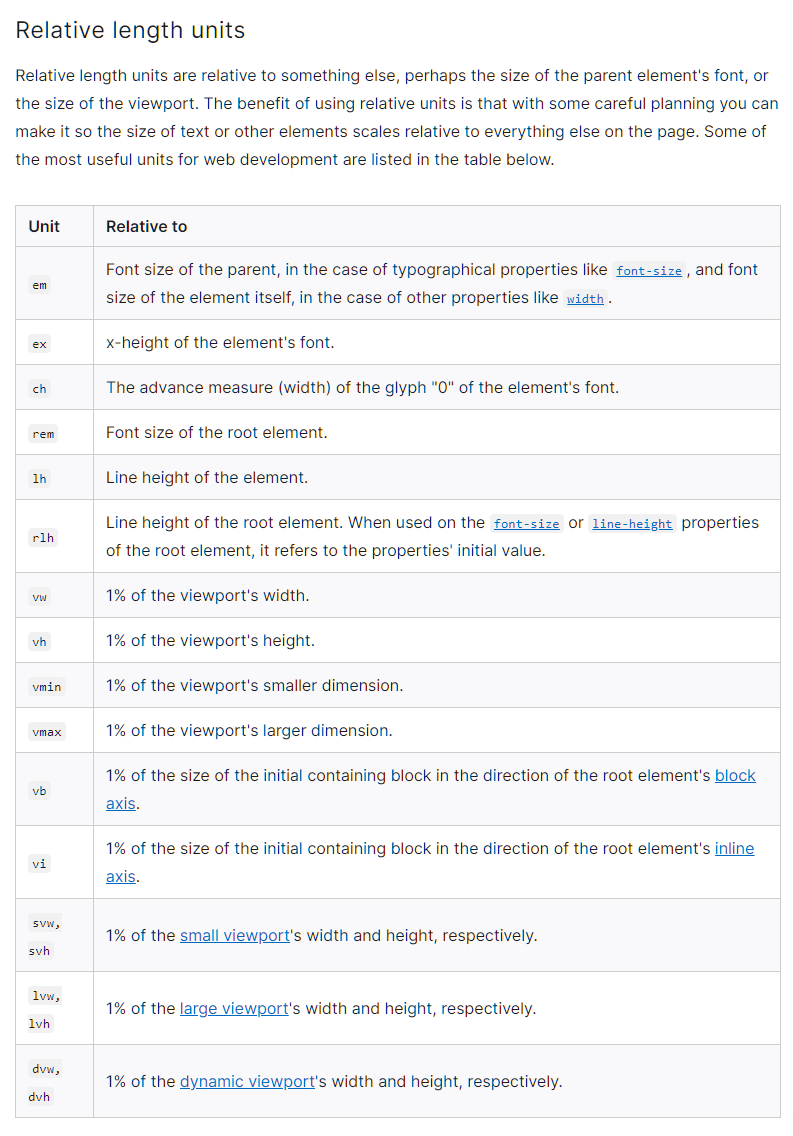 Relative length units
Relative length units are relative to something else, perhaps the size of the parent element's font, or
the size of the viewport. The benefit of using relative units is that with some careful planning you can
make it so the size of text or other elements scales relative to everything else on the page. Some of
the most useful units for web development are listed in the table below.
Unit Relative to
em Font size of the parent, in the case of typographical properties like font-size , and font
size of the element itself, in the case of other properties like width .
ex x-height of the element's font.
ch The advance measure (width) of the glyph "0" of the element's font.
rem Font size of the root element.
lh Line height of the element.
rlh Line height of the root element. When used on the font-size or line-height properties
of the root element, it refers to the properties' initial value.
vw 1% of the viewport's width.
vh 1% of the viewport's height.
vmin 1% of the viewport's smaller dimension.
vmax 1% of the viewport's larger dimension.
vb 1% of the size of the initial containing block in the direction of the root element's block
axis.
vi 1% of the size of the initial containing block in the direction of the root element's inline
axis.
svw,
svh 1% of the small viewport's width and height, respectively.
lvw,
lvh 1% of the large viewport's width and height, respectively.
dvw,
dvh 1% of the dynamic viewport's width and height, respectively.